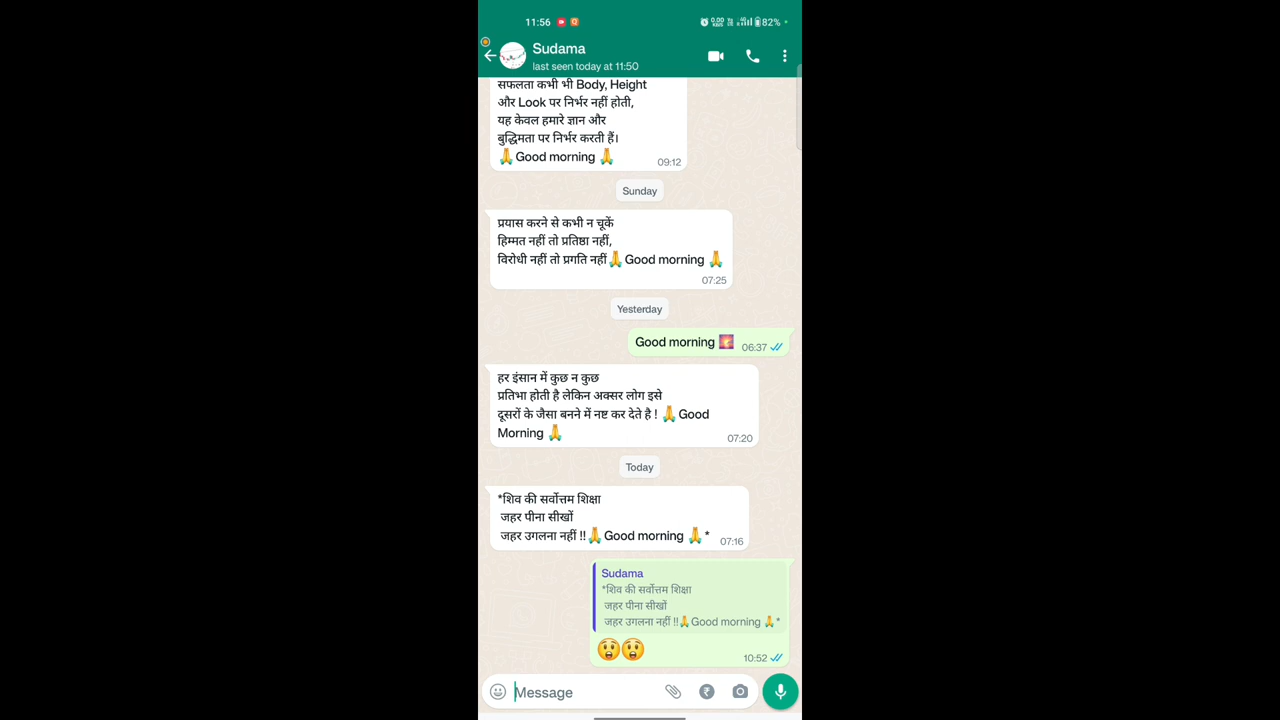 11:56
0.00 82%
Sudama
last seen today at 11:50
सफलता कभी भी Body, Height
और Look पर निर्भर नहीं होती,
यह केवल हमारे ज्ञान और
बुद्धिमता पर निर्भर करती हैं।
🙏Good morning 🙏
09:12
Sunday
प्रयास करने से कभी न चूकें
हिम्मत नहीं तो प्रतिष्ठा नहीं,
विरोधी नहीं तो प्रगति नहीं🙏Good morning 🙏
07:25
Yesterday
Good morning 🌅 06:37
हर इंसान में कुछ न कुछ
प्रतिभा होती है लेकिन अक्सर लोग इसे
दूसरों के जैसा बनने में नष्ट कर देते है ! 🙏Good
Morning 🙏
07:20
Today
*शिव की सर्वोत्तम शिक्षा
जहर पीना सीखों
जहर उगलना नहीं !!🙏Good morning 🙏*
07:16
Sudama
*शिव की सर्वोत्तम शिक्षा
जहर पीना सीखों
जहर उगलना नहीं !!🙏Good morning 🙏*
😲😲
10:52
Message